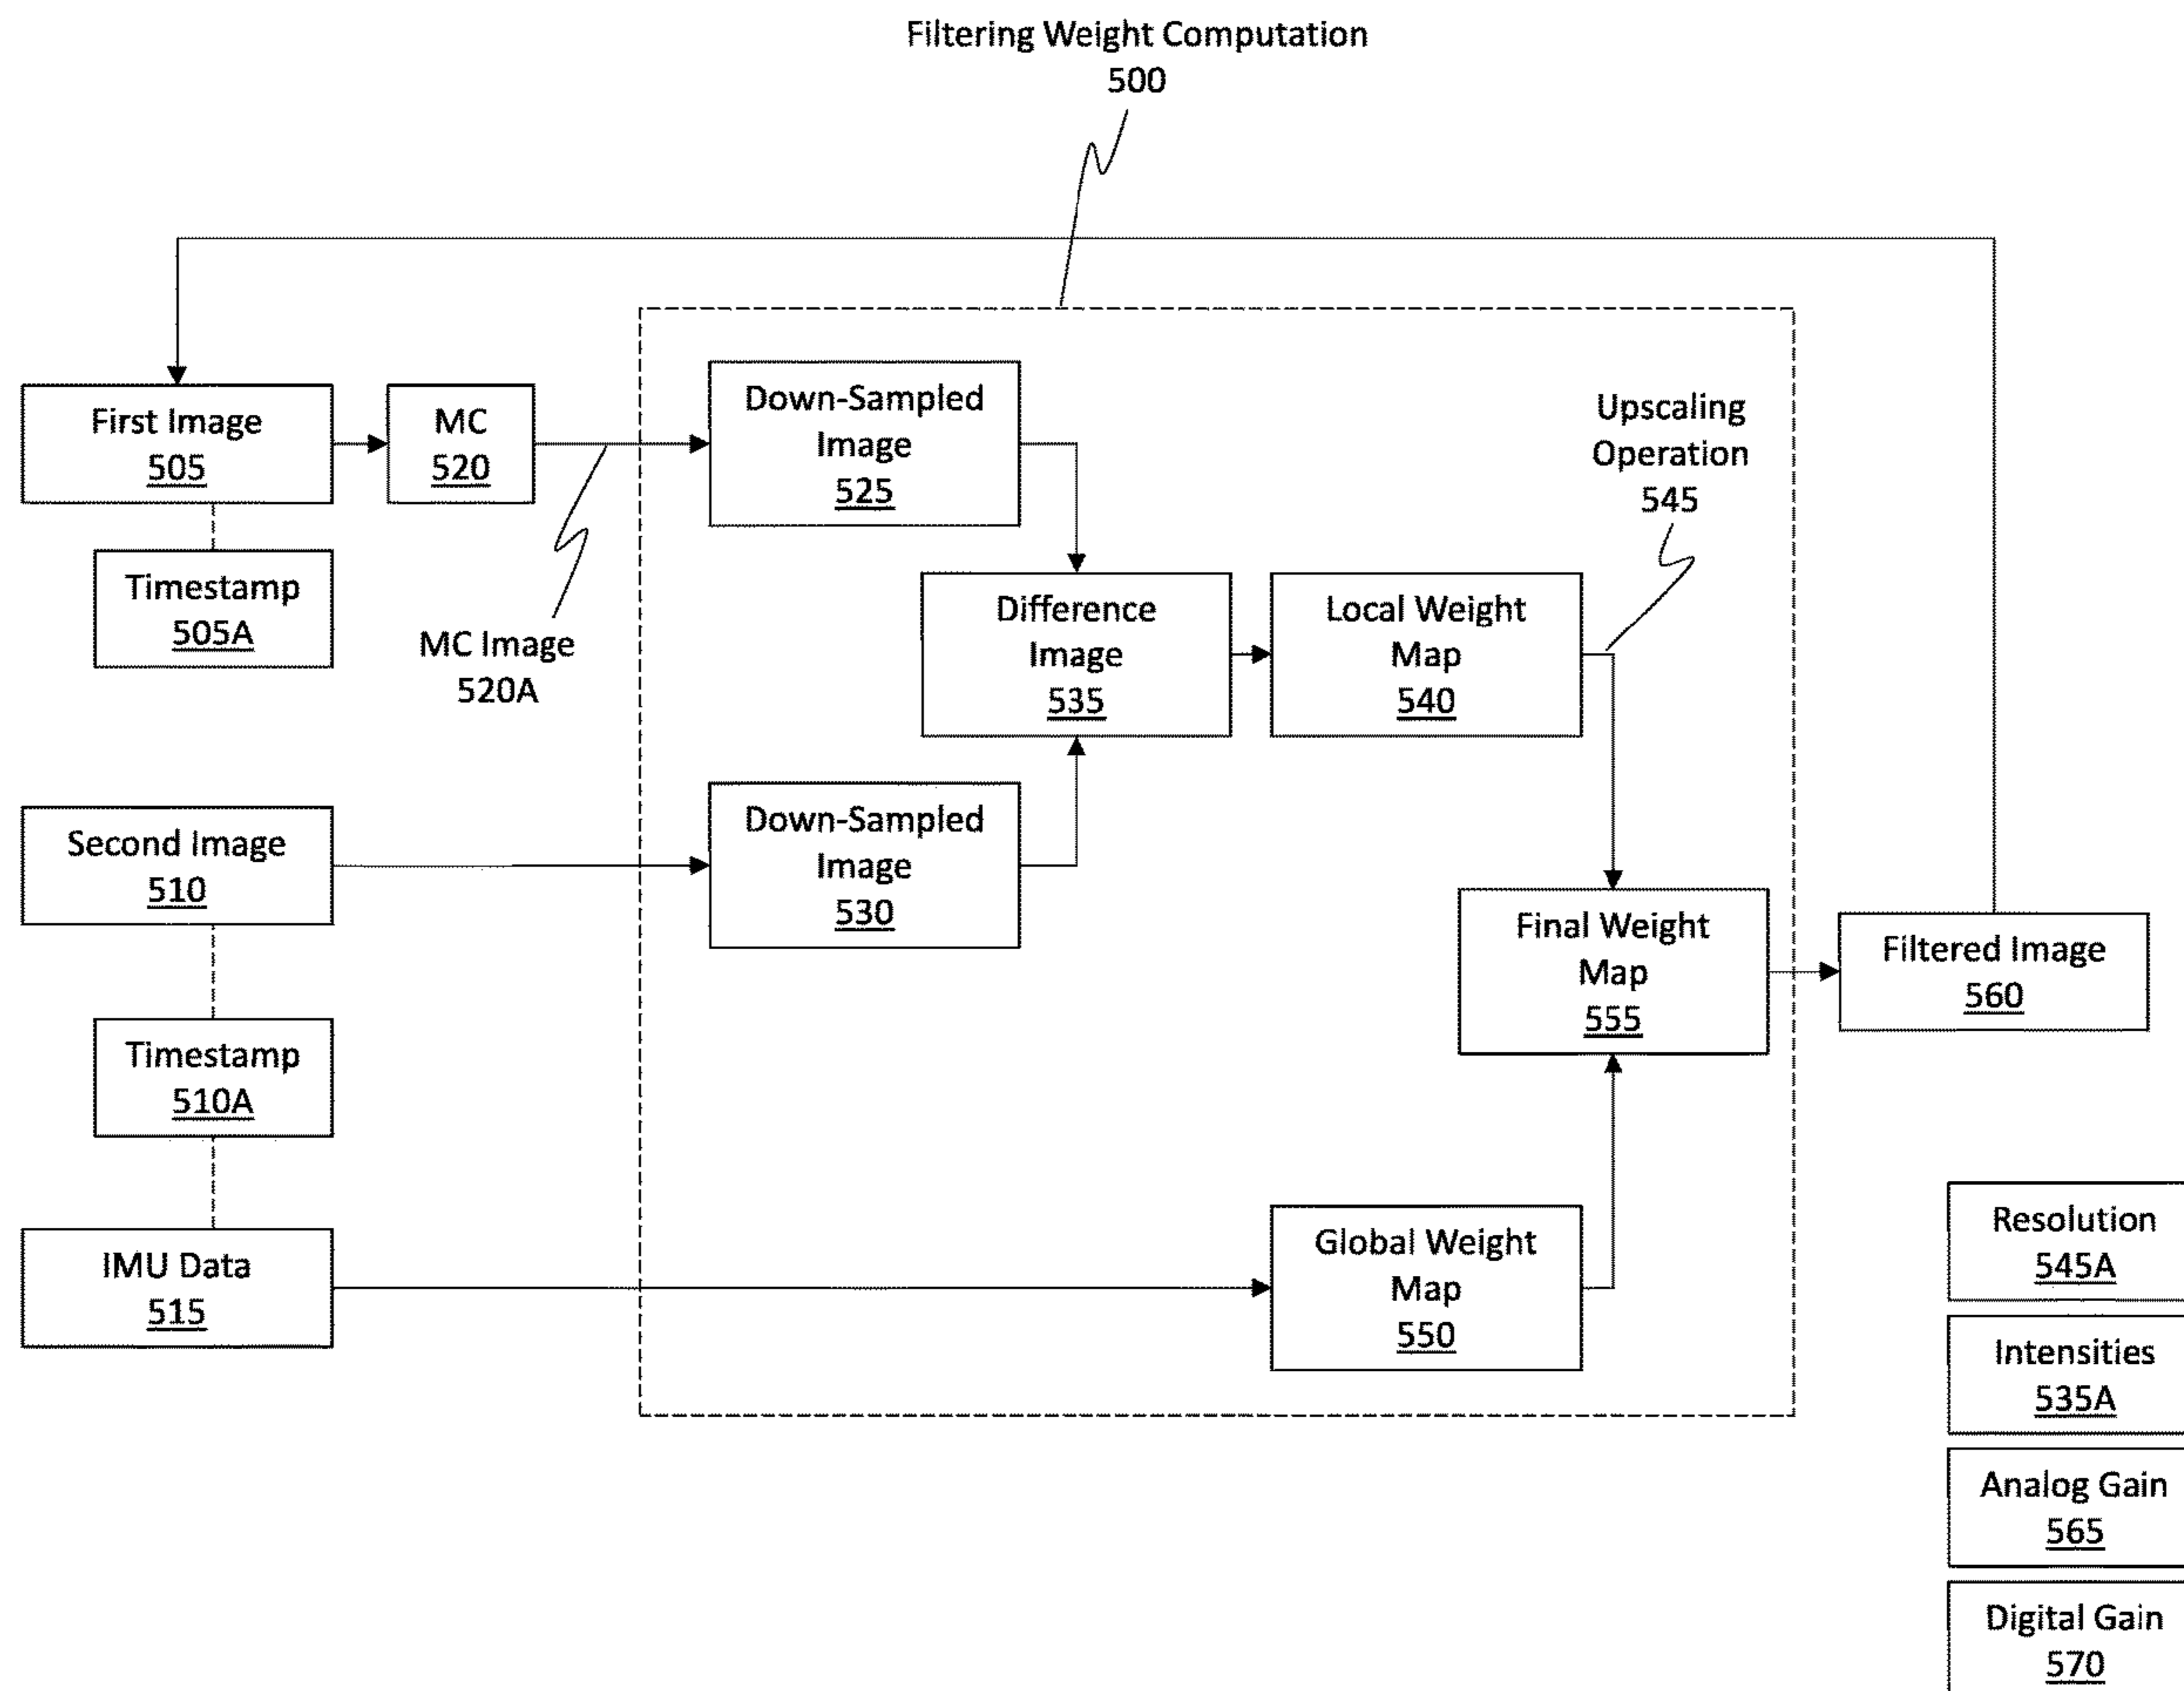 Filtering Weight Computation
500
First Image
505
MC
520
Down-Sampled
Image
525
Upscaling
Operation
545
Timestamp
505A
MC Image
520A
Difference
Image
535
Local Weight
Map
540
Second Image
510
Down-Sampled
Image
530
Final Weight
Map
555
Filtered Image
560
Timestamp
510A
IMU Data
515
Global Weight
Map
550
Resolution
545A
Intensities
535A
Analog Gain
565
Digital Gain
570